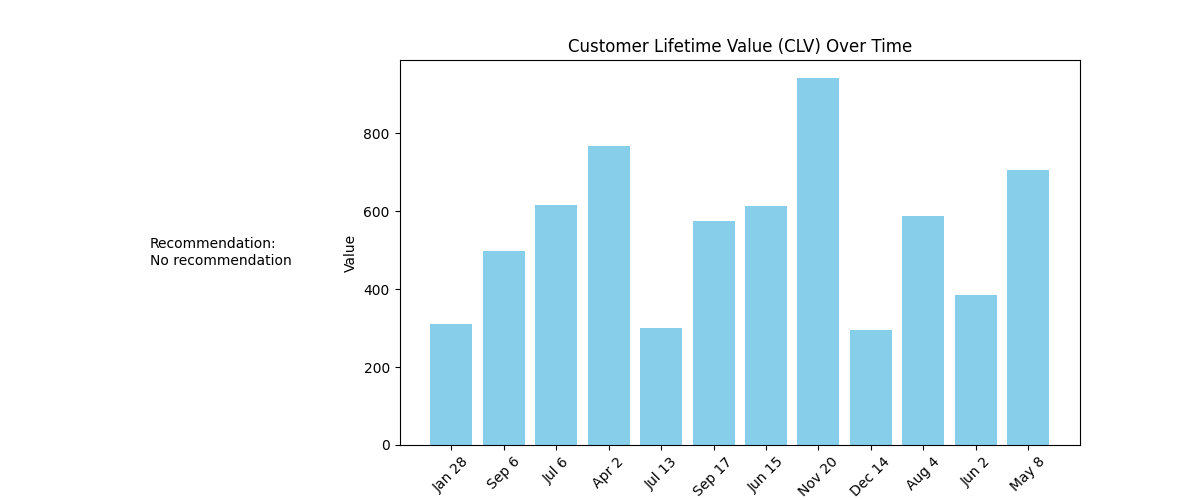 Customer Lifetime Value (CLV) Over Time
Recommendation:
No recommendation
Value
800
600
400
200
0
Jan 28
Sep 6
Jul 6
Apr 2
Jul 13
Sep 17
Jun 15
Nov 20
Dec 14
Aug 4
Jun 2
May 8